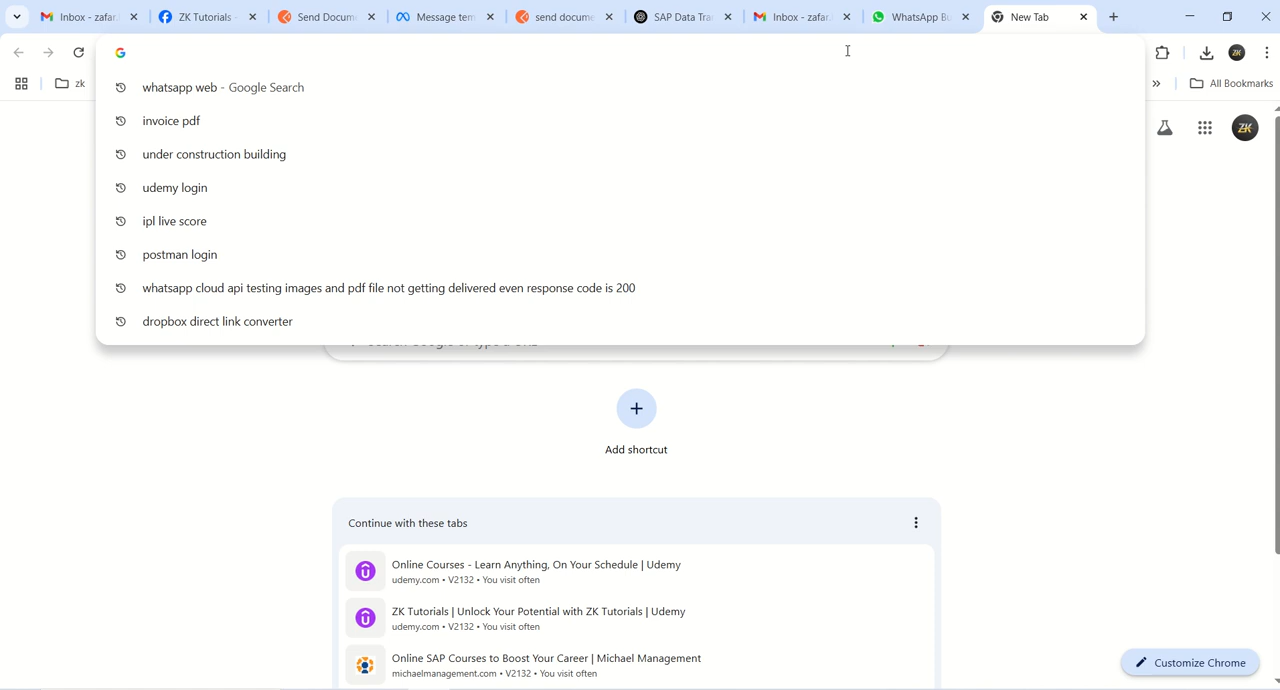 Inbox - zafar.
ZK Tutorials -
Send Docum
Message tem
send docume
SAP Data Tra
Inbox - zafar.
WhatsApp Bu
New Tab
zk
All Bookmarks
whatsapp web - Google Search
invoice pdf
under construction building
udemy login
ipl live score
postman login
whatsapp cloud api testing images and pdf file not getting delivered even response code is 200
dropbox direct link converter
ZK
Add shortcut
Continue with these tabs
Online Courses - Learn Anything, On Your Schedule | Udemy
udemy.com • V2132 • You visit often
ZK Tutorials | Unlock Your Potential with ZK Tutorials | Udemy
udemy.com • V2132 • You visit often
Online SAP Courses to Boost Your Career | Michael Management
michaelmanagement.com • V2132 • You visit often
Customize Chrome